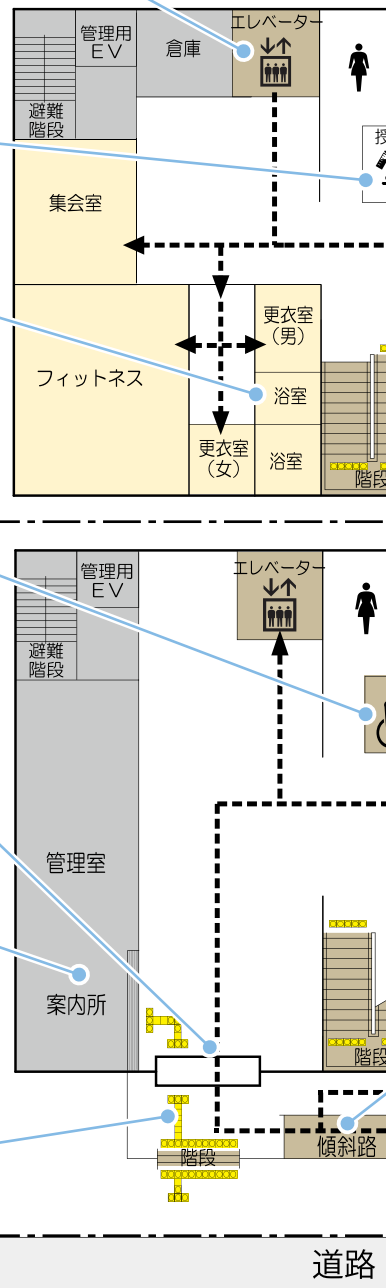 エレベーター
管理用
EV
倉庫
避難
階段
集会室
更衣室
(男)
フィットネス
浴室
更衣室
(女)
浴室
階段
エレベーター
管理用
EV
避難
階段
管理室
案内所
階段
階段
傾斜路
道路